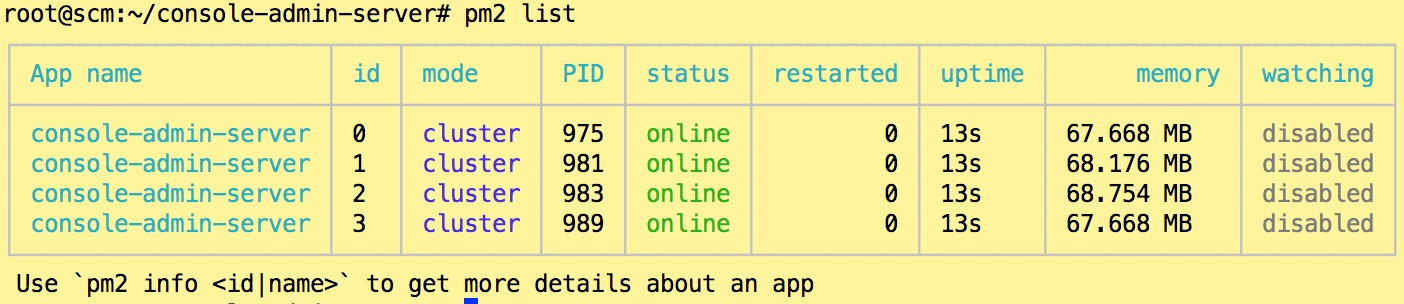 root@scm:~/console-admin-server# pm2 list
App name id mode PID status restarted uptime memory watching
console-admin-server 0 cluster 975 online 0 13s 67.668 MB disabled
console-admin-server 1 cluster 981 online 0 13s 68.176 MB disabled
console-admin-server 2 cluster 983 online 0 13s 68.754 MB disabled
console-admin-server 3 cluster 989 online 0 13s 67.668 MB disabled
Use `pm2 info <id|name>` to get more details about an app